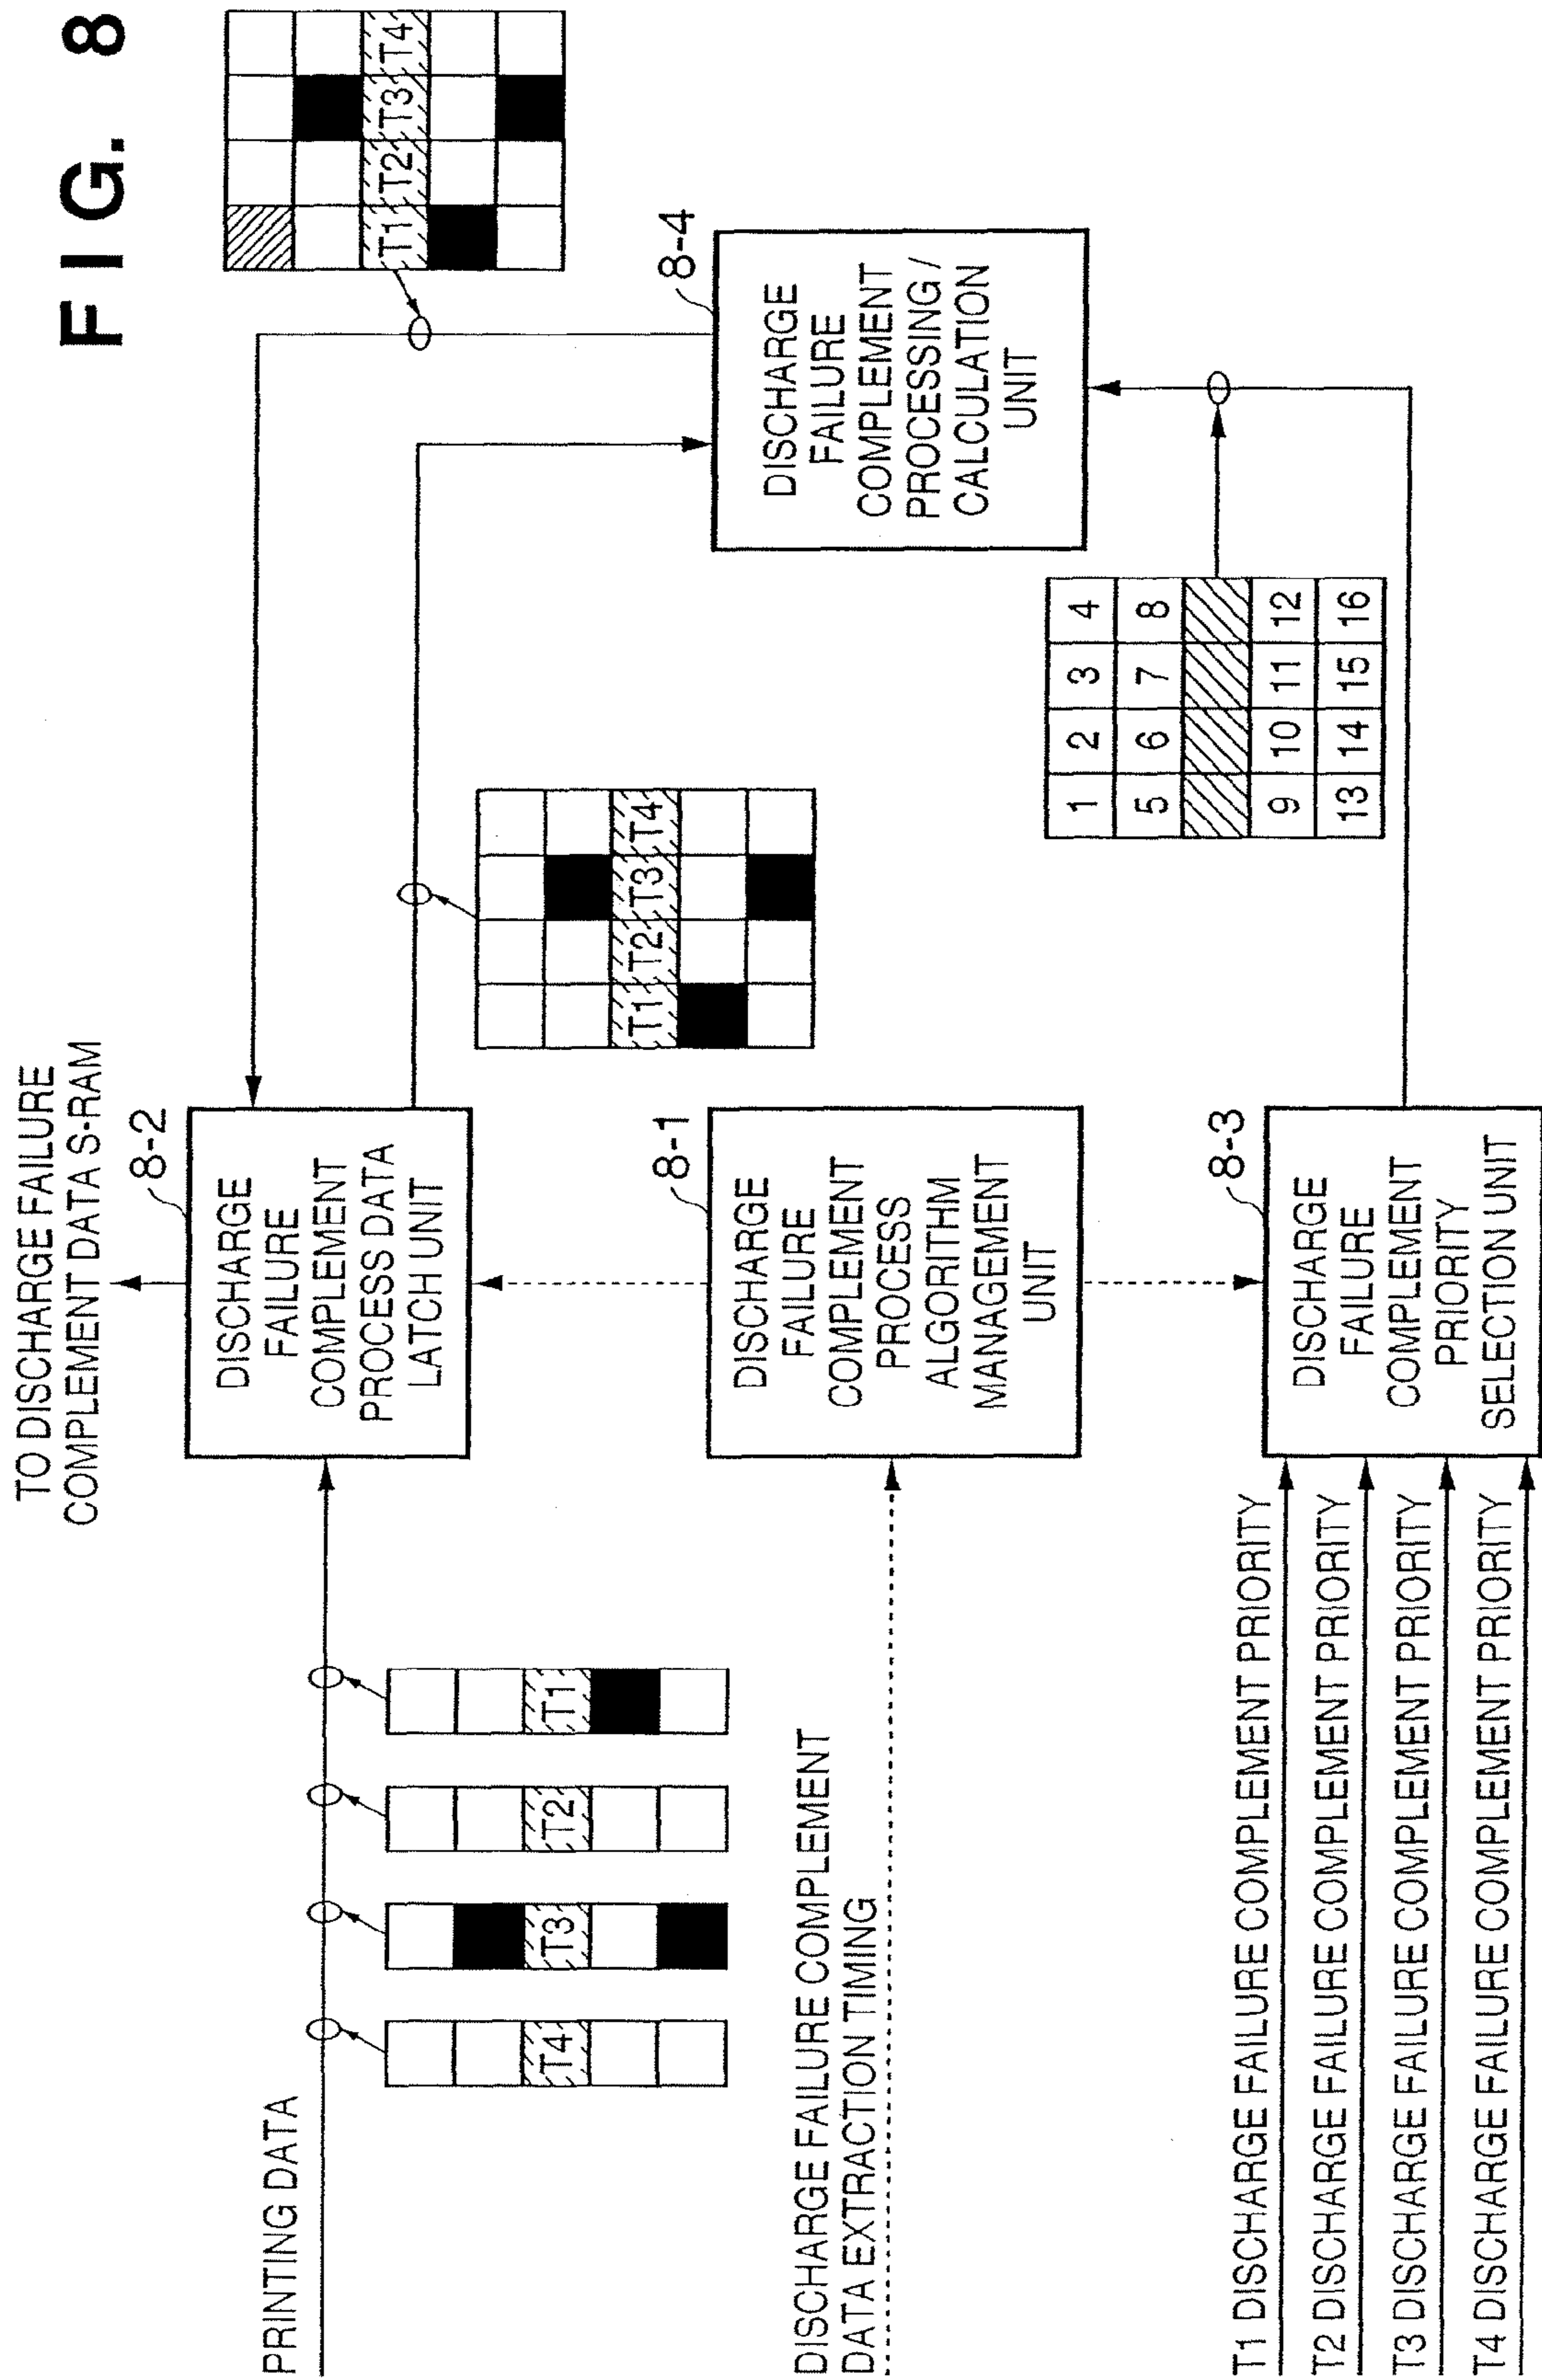 FIG. 8
TO DISCHARGE FAILURE
COMPLEMENT DATA S-RAM
8-2
DISCHARGE
FAILURE
COMPLEMENT
PROCESS DATA
LATCH UNIT
PRINTING DATA
T4
T3
T2
T1
T1 T2 T3 T4
T1 T2 T3 T4
8-1
DISCHARGE
FAILURE
COMPLEMENT
PROCESS
ALGORITHM
MANAGEMENT
UNIT
DISCHARGE FAILURE COMPLEMENT
DATA EXTRACTION TIMING
8-4
DISCHARGE
FAILURE
COMPLEMENT
PROCESSING /
CALCULATION
UNIT
1 2 3 4
5 6 7 8
9 10 11 12
13 14 15 16
8-3
DISCHARGE
FAILURE
COMPLEMENT
PRIORITY
SELECTION UNIT
T1 DISCHARGE FAILURE COMPLEMENT PRIORITY
T2 DISCHARGE FAILURE COMPLEMENT PRIORITY
T3 DISCHARGE FAILURE COMPLEMENT PRIORITY
T4 DISCHARGE FAILURE COMPLEMENT PRIORITY